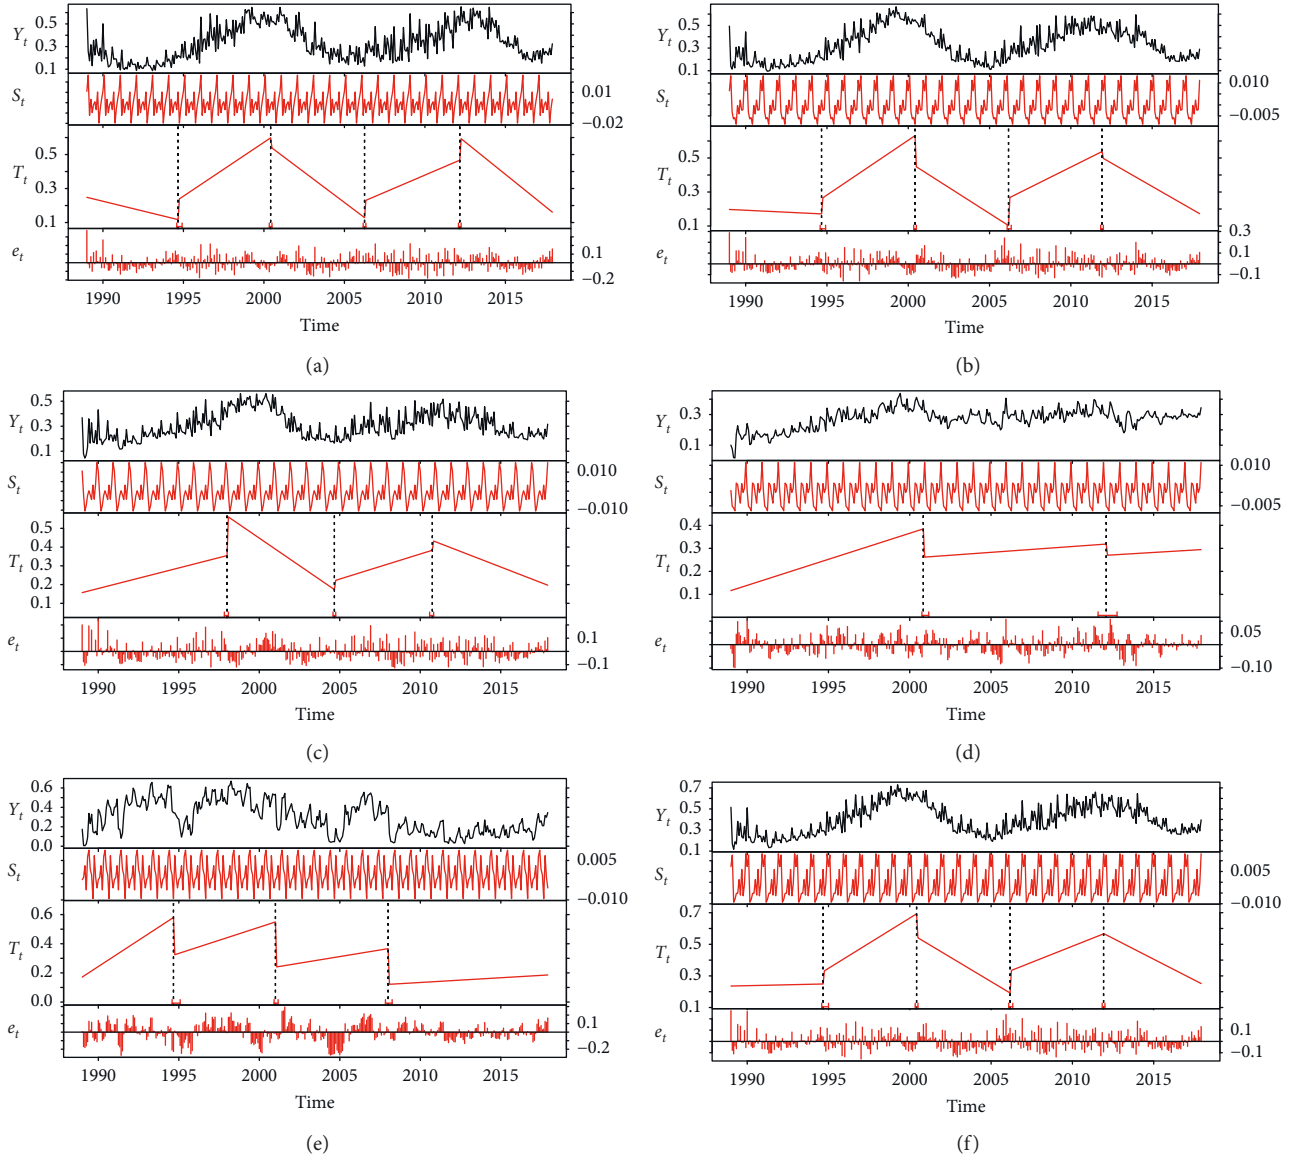 Y_t 0.5 0.3 0.1
S_t 0.01 −0.02
T_t 0.5 0.3 0.1
e_t 0.1 −0.2
1990 1995 2000 2005 2010 2015
Time
(a)
Y_t 0.5 0.3 0.1
S_t 0.010 −0.005
T_t 0.5 0.3 0.1
e_t 0.3 0.1 −0.1
1990 1995 2000 2005 2010 2015
Time
(b)
Y_t 0.5 0.3 0.1
S_t 0.010 −0.010
T_t 0.5 0.4 0.3 0.2 0.1
e_t 0.1 −0.1
1990 1995 2000 2005 2010 2015
Time
(c)
Y_t 0.3 0.1
S_t 0.010 −0.005
T_t 0.4 0.3 0.2 0.1
e_t 0.05 −0.10
1990 1995 2000 2005 2010 2015
Time
(d)
Y_t 0.6 0.4 0.2 0.0
S_t 0.005 −0.010
T_t 0.6 0.4 0.2 0.0
e_t 0.1 −0.2
1990 1995 2000 2005 2010 2015
Time
(e)
Y_t 0.7 0.5 0.3 0.1
S_t 0.005 −0.010
T_t 0.7 0.5 0.3 0.1
e_t 0.1 −0.1
1990 1995 2000 2005 2010 2015
Time
(f)